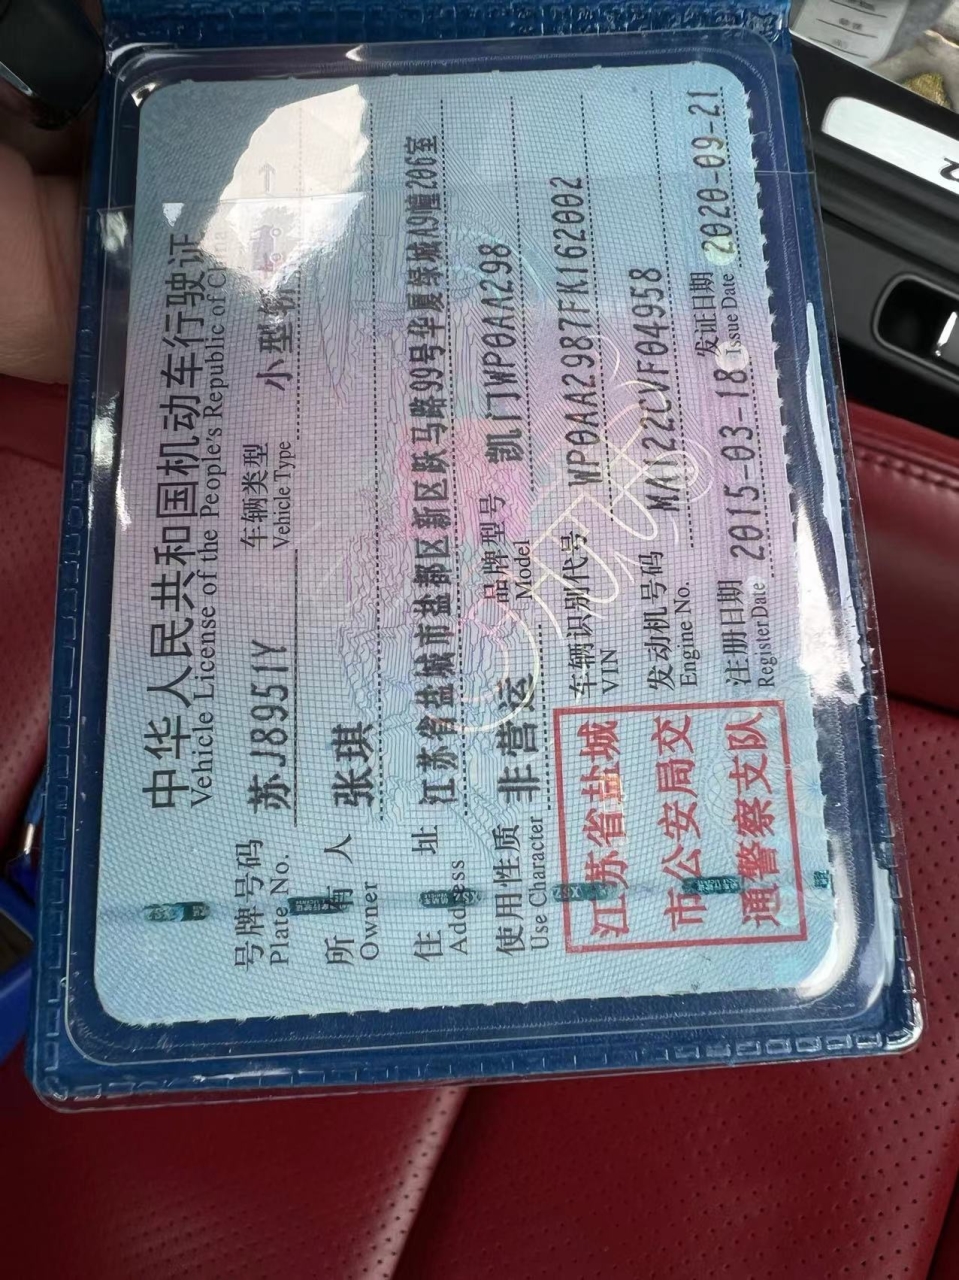 中华人民共和国机动车行驶证
Vehicle License of the People's Republic of
号牌号码 苏J8951Y 车辆类型 小型轿
Plate No. Vehicle Type
所有人 张琪
Owner
住址 江苏省盐城市盐都区新区跃马路99号华厦绿城A9幢206室
Address
使用性质 非营运 品牌型号 凯门WP0AA298
Use Character Model
江苏省盐城
市公安局交
通警察支队
车辆识别代号 WP0AA2987FK162002
VIN
发动机号码 MA122CVF04958
Engine No.
注册日期 2015-03-18 发证日期 2020-09-21
Register Date Issue Date